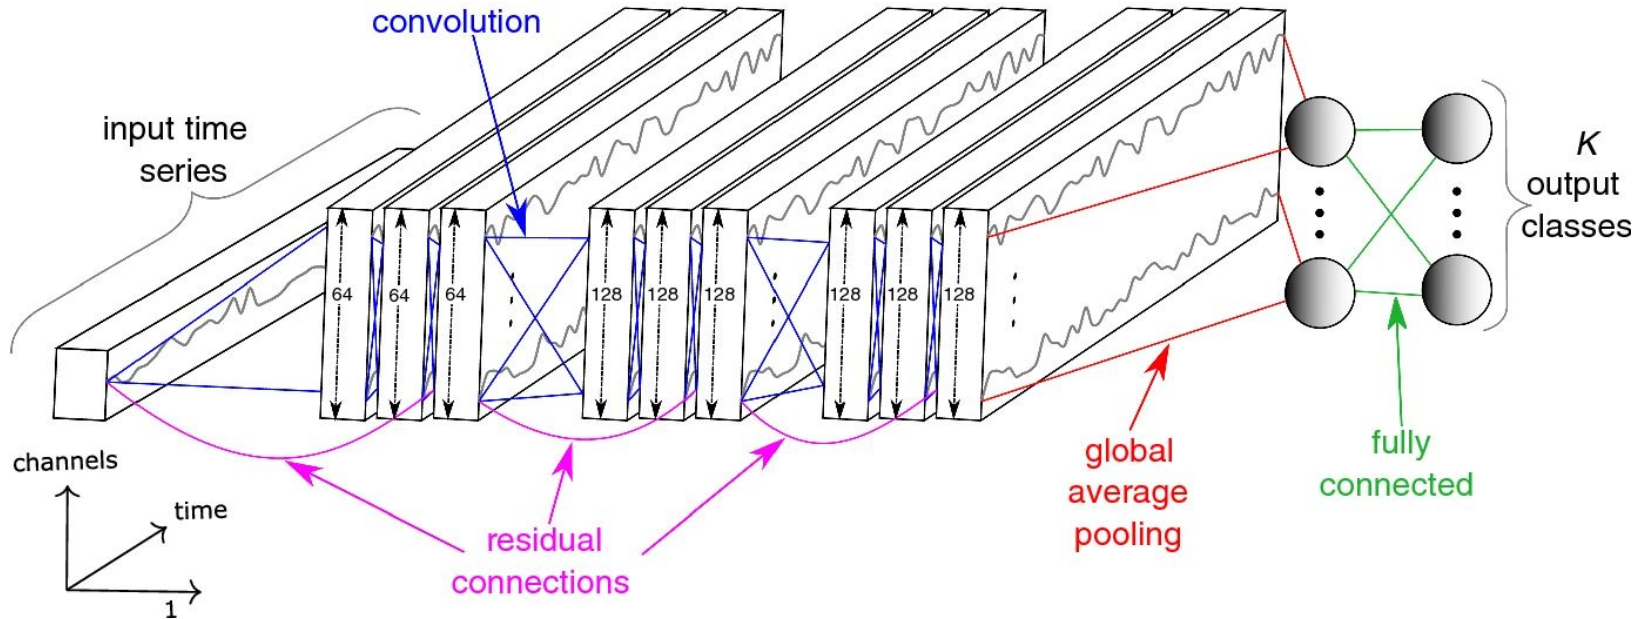 convolution
input time
series
64
64
64
128
128
128
128
128
128
K
output
classes
channels
time
1
residual
connections
global
average
pooling
fully
connected